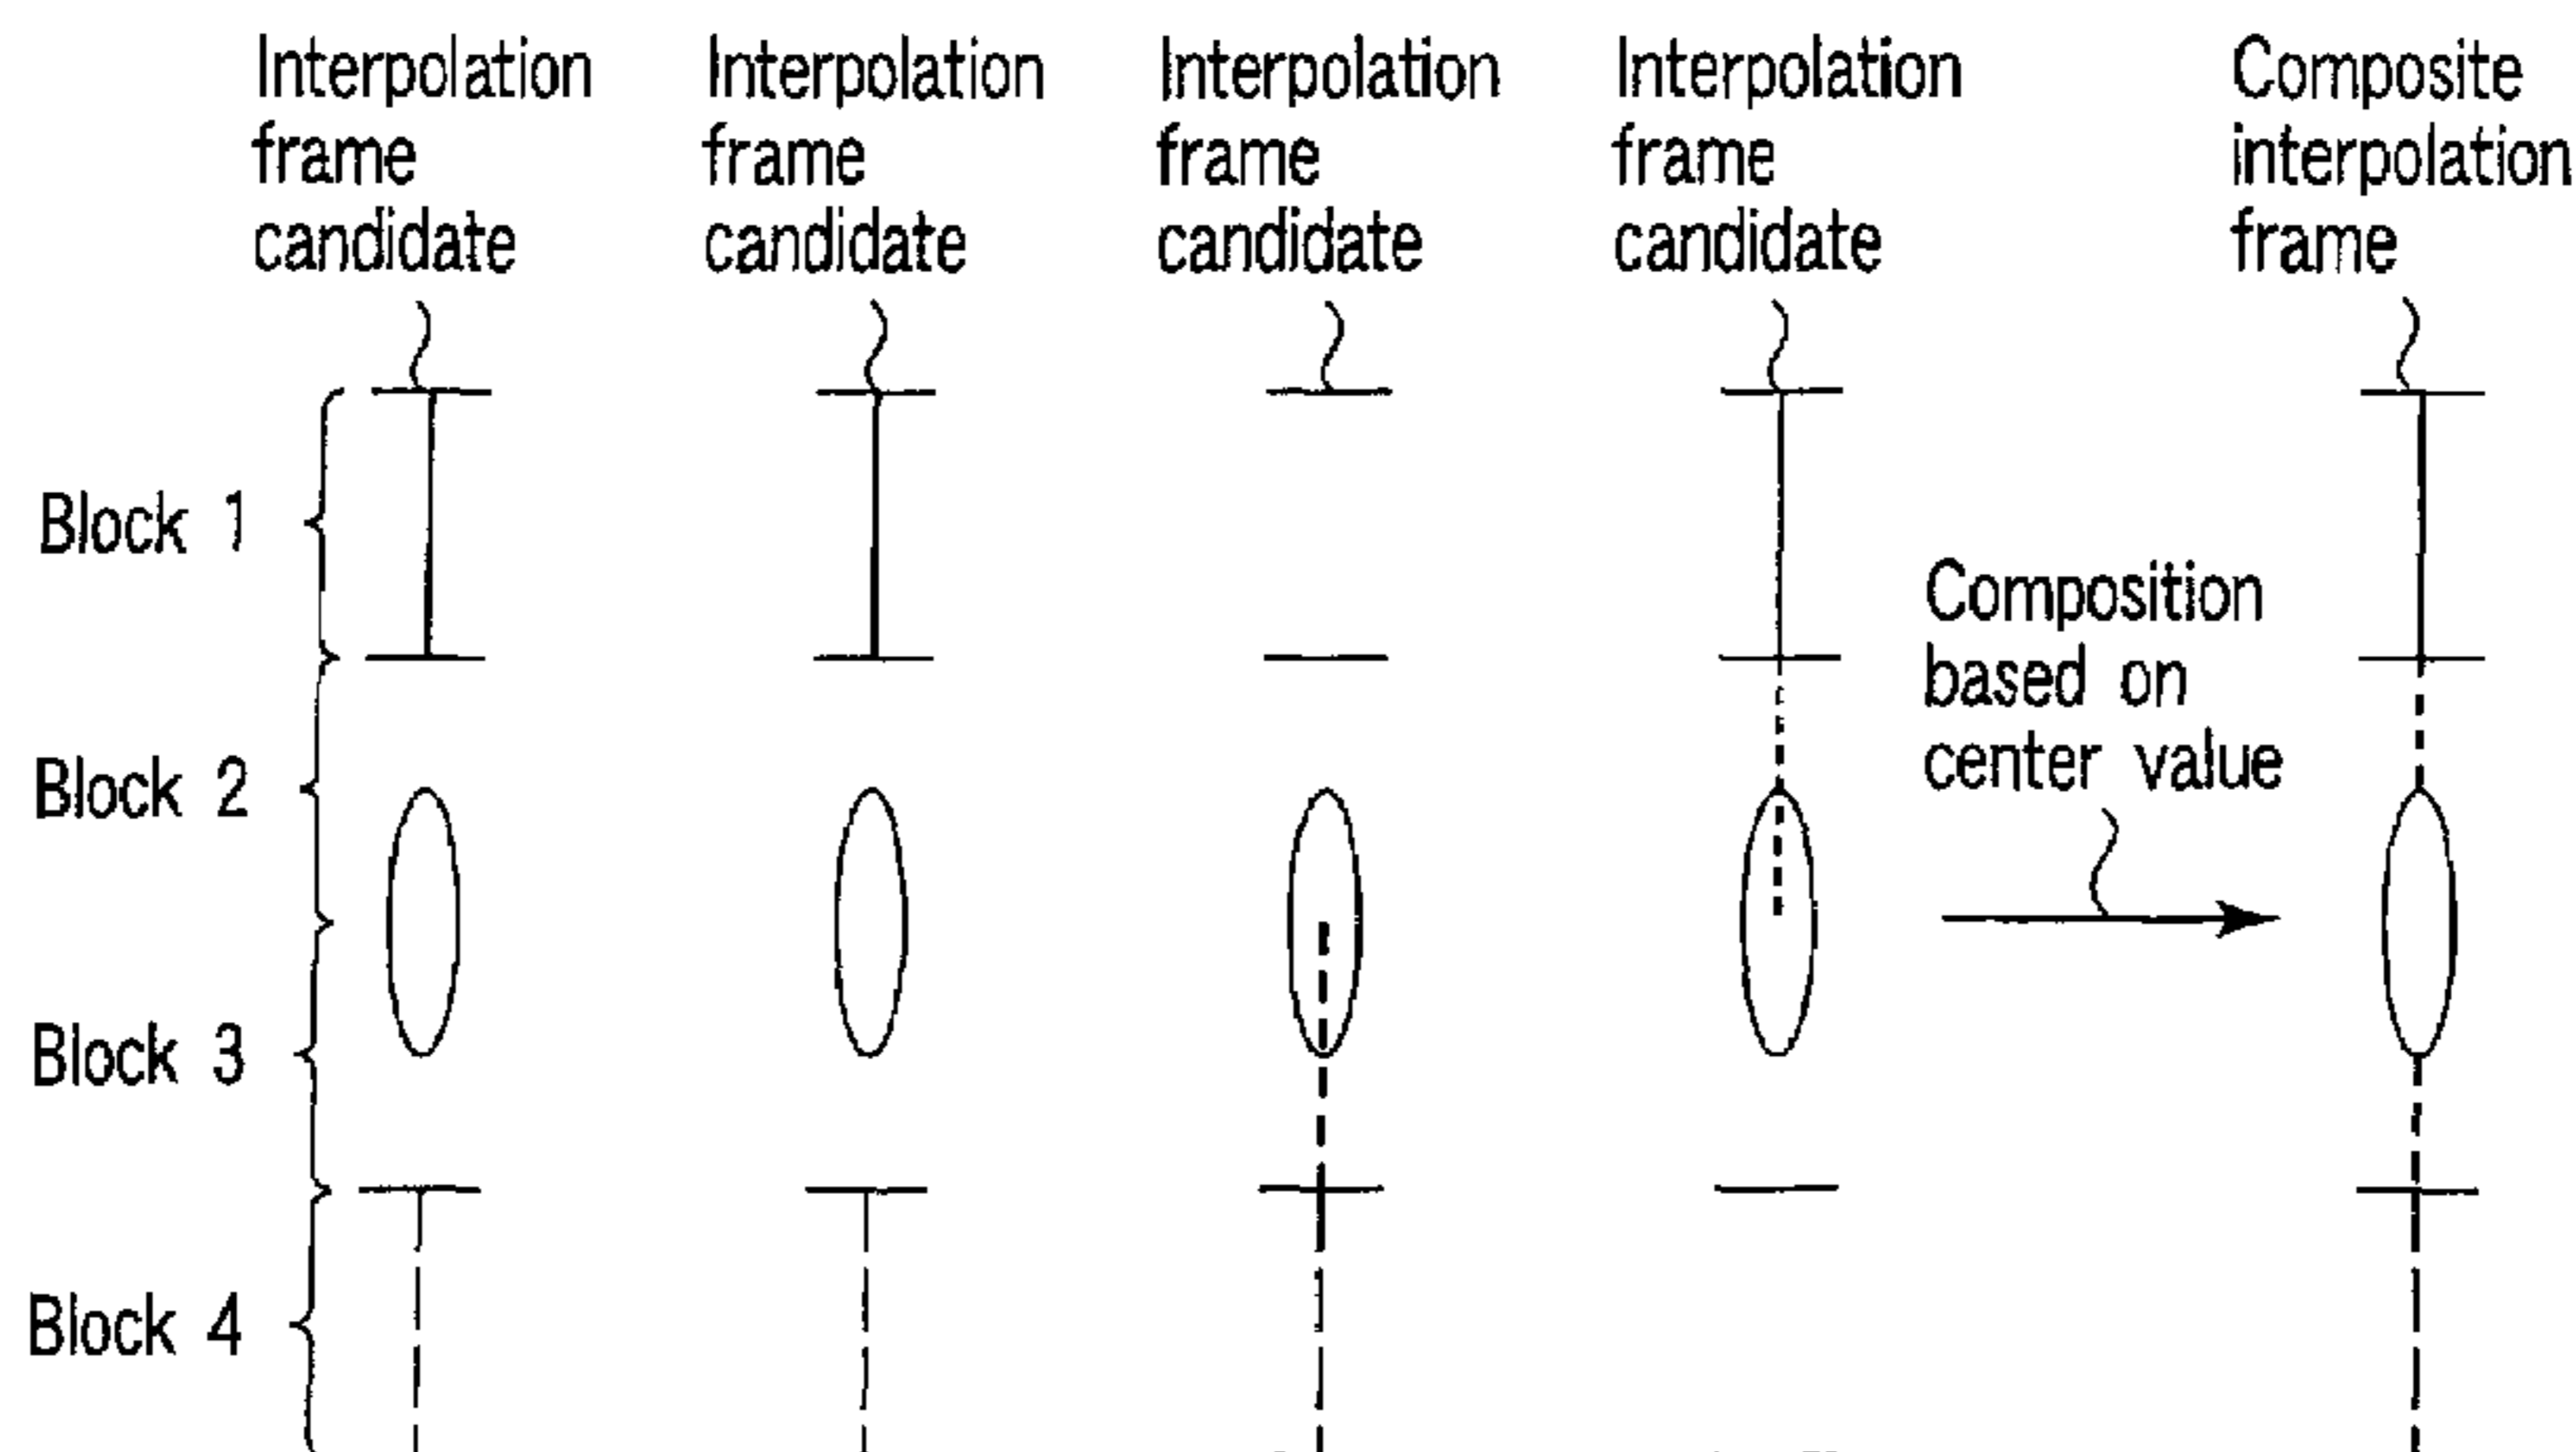 Interpolation
frame
candidate
Interpolation
frame
candidate
Interpolation
frame
candidate
Interpolation
frame
candidate
Composite
interpolation
frame
Block 1
Composition
based on
center value
Block 2
Block 3
Block 4